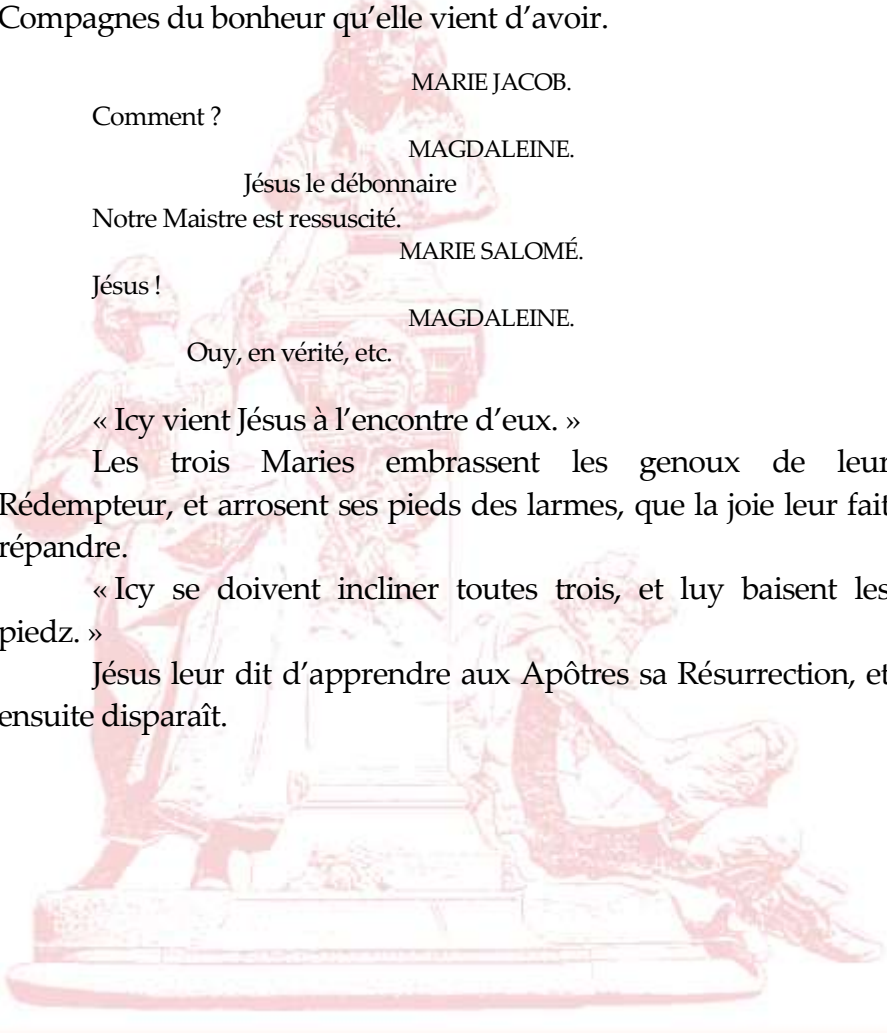 Compagnes du bonheur qu’elle vient d’avoir.
MARIE JACOB.
Comment ?
MAGDALEINE.
Jésus le débonnaire
Notre Maistre est ressuscité.
MARIE SALOMÉ.
Jésus !
MAGDALEINE.
Ouy, en vérité, etc.
« Icy vient Jésus à l’encontre d’eux. »
Les trois Maries embrassent les genoux de leur
Rédempteur, et arrosent ses pieds des larmes, que la joie leur fait
répandre.
« Icy se doivent incliner toutes trois, et luy baisent les
piedz. »
Jésus leur dit d’apprendre aux Apôtres sa Résurrection, et
ensuite disparaît.